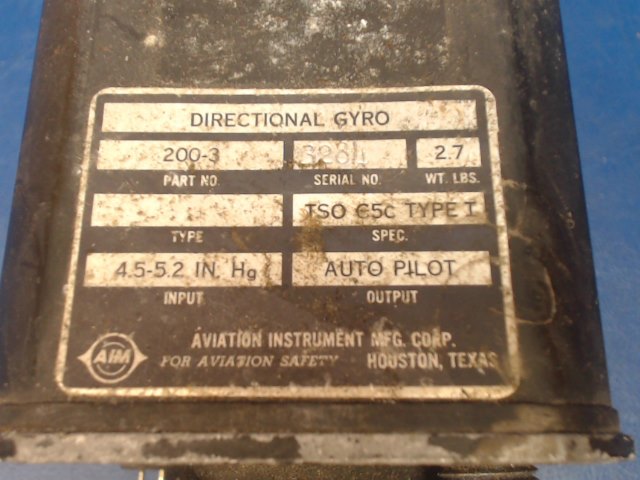 DIRECTIONAL GYRO
200-3 2.7
PART NO. SERIAL NO. WT. LBS.
TSO C5c TYPE T
TYPE SPEC.
4.5-5.2 IN. Hg AUTO PILOT
INPUT OUTPUT
AIM AVIATION INSTRUMENT MFG. CORP.
FOR AVIATION SAFETY HOUSTON, TEXAS